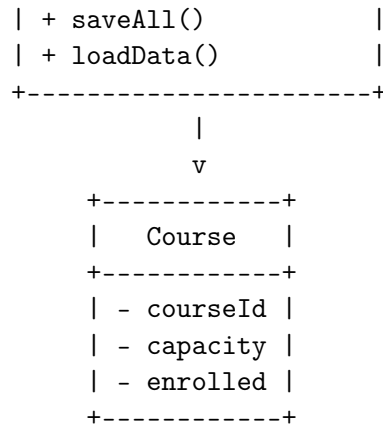 | + saveAll()          |
| + loadData()         |
+-----------------------+
|
v
+------------+
|   Course   |
+------------+
| - courseId |
| - capacity |
| - enrolled |
+------------+